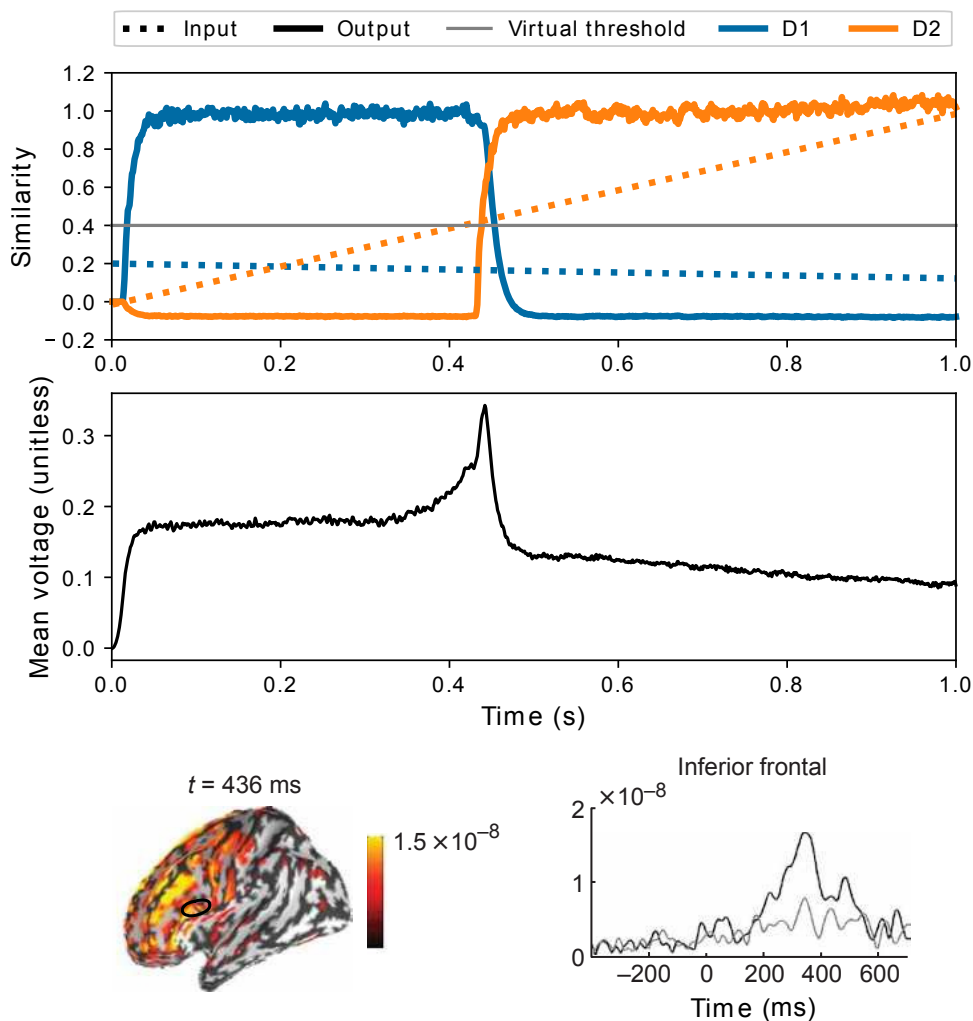 Input Output Virtual threshold D1 D2
1.2
1.0
0.8
0.6
0.4
0.2
0.0
−0.2
Similarity
0.0 0.2 0.4 0.6 0.8 1.0
0.3
0.2
0.1
0.0
Mean voltage (unitless)
0.0 0.2 0.4 0.6 0.8 1.0
Time (s)
t = 436 ms
1.5 ×10−8
Inferior frontal
×10−8
2
1
0
−200 0 200 400 600
Time (ms)